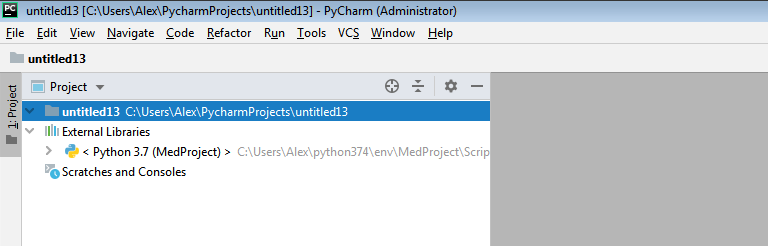 PC untitled13 [C:\Users\Alex\PycharmProjects\untitled13] - PyCharm (Administrator)
File Edit View Navigate Code Refactor Run Tools VCS Window Help
untitled13
1: Project
Project
untitled13 C:\Users\Alex\PycharmProjects\untitled13
External Libraries
< Python 3.7 (MedProject) > C:\Users\Alex\python374\env\MedProject\Scrip
Scratches and Consoles